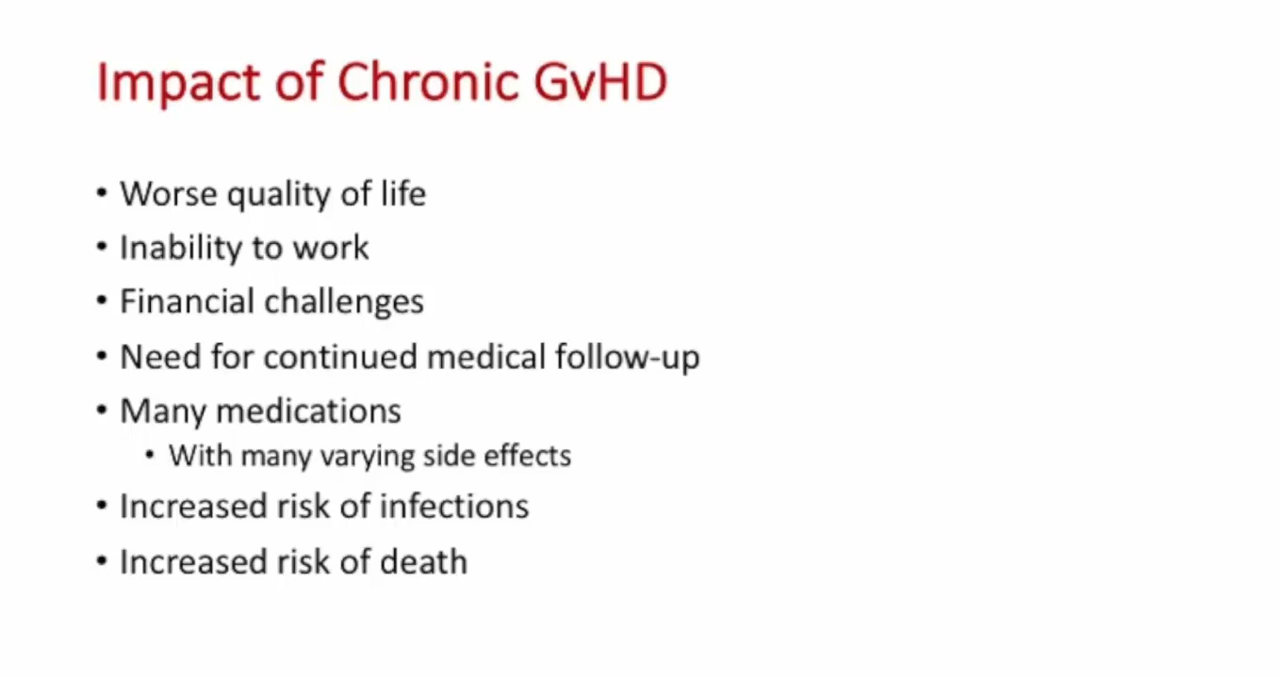 Impact of Chronic GvHD
• Worse quality of life
• Inability to work
• Financial challenges
• Need for continued medical follow-up
• Many medications
• With many varying side effects
• Increased risk of infections
• Increased risk of death